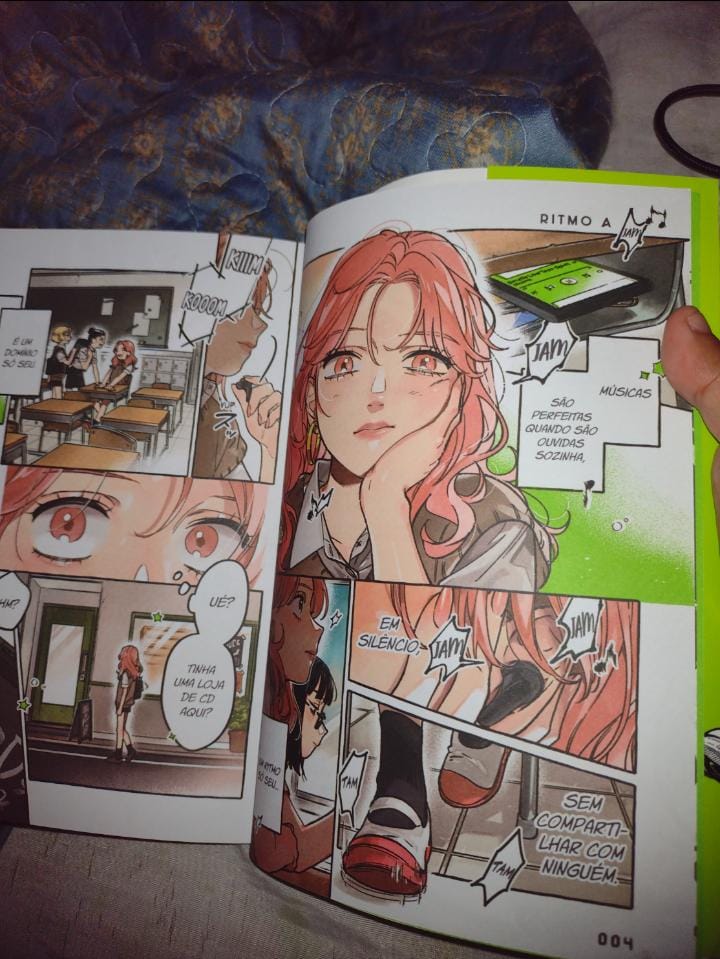 RITMO A JAM
JAM
MÚSICAS
SÃO
PERFEITAS
QUANDO SÃO
OUVIDAS
SOZINHA,
JAM
EM
SILÊNCIO,
JAM
SEM
COMPARTI-
LHAR COM
NINGUÉM.
TAM
TAM
UM RITMO
SÓ SEU...
004
KIIIM
KOOOM
É UM
DOMÍNIO
SÓ SEU
UÉ?
TINHA
UMA LOJA
DE CD
AQUI?
HM?